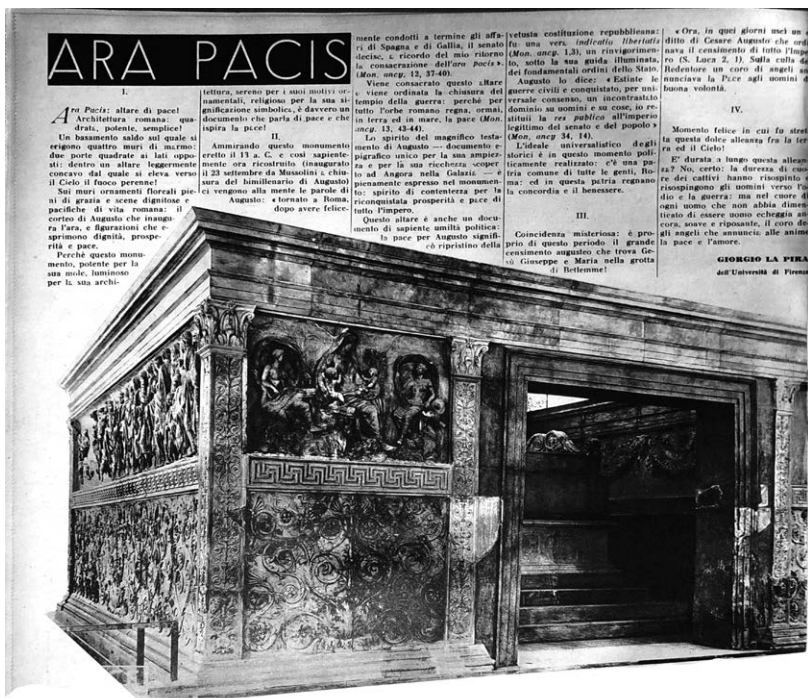 ARA PACIS
I.
Ara Pacis: altare di pace!
Architettura romana: qua-
drata, potente, semplice!
Un basamento saldo sul quale si
erigono quattro muri di marmo:
due porte quadrate ai lati oppo-
sti: dentro un altare leggermente
concavo dal quale si eleva verso
il Cielo il fuoco perenne!
Sui muri ornamenti floreali pie-
ni di grazia e scene dignitose e
pacifiche di vita romana: il
corteo di Augusto che inaugu-
ra l'ara, e figurazioni che e-
sprimono dignità, prospe-
rità e pace.
Perchè questo monu-
mento, potente per la
sua mole, luminoso
per la sua archi-
tettura, sereno per i suoi motivi or-
namentali, religioso per la sua si-
gnificazione simbolica, è davvero un
documento che parla di pace e che
ispira la pace!
II.
Ammirando questo monumento
eretto il 13 a. C. e così sapiente-
mente ora ricostruito (inaugurato
il 23 settembre da Mussolini a chiu-
sura del bimillenario di Augusto)
ci vengono alla mente le parole di
Augusto: «tornato a Roma,
dopo avere felice-
mente condotti a termine gli affa-
ri di Spagna e di Gallia, il senato
decise, a ricordo del mio ritorno
la consacrazione dell'ara pacis».
(Mon. ancy. 12, 37-40).
Viene consacrato questo altare
e viene ordinata la chiusura del
tempio della guerra: perchè per
tutto l'orbe romano regna, ormai,
in terra ed in mare, la pace (Mon.
ancy. 13, 43-44).
Lo spirito del magnifico testa-
mento di Augusto — documento e-
pigrafico unico per la sua ampiez-
za e per la sua ricchezza scoper-
to ad Angora nella Galazia — è
pienamente espresso nel monumen-
to: spirito di contentezza per la
riconquistata prosperità e pace di
tutto l'impero.
Questo altare è anche un docu-
mento di sapiente umiltà politica:
la pace per Augusto signifi-
cò ripristino della
vetusta costituzione repubblicana:
fu una vera indicatio libertatis
(Mon. ancy. 1,3), un rinvigorimen-
to, sotto la sua guida illuminata,
dei fondamentali ordini dello Stato.
Augusto lo dice: «Estinte le
guerre civili e conquistato, per uni-
versale consenso, un incontrastato
dominio su uomini e su cose, io re-
stituii la res publica all'imperio
legittimo del senato e del popolo»
(Mon, ancy 34, 14).
L'ideale universalistico degli
storici è in questo momento poli-
ticamente realizzato: c'è una pa-
tria comune di tutte le genti, Ro-
ma: ed in questa patria regnano
la concordia e il benessere.
III.
Coincidenza misteriosa: è pro-
prio di questo periodo il grande
censimento augusteo che trova Ge-
sù Giuseppe e Maria nella grotta
di Betlemme!
«Ora, in quei giorni uscì un e
ditto di Cesare Augusto che ordi
nava il censimento di tutto l'Impe
ro (S. Luca 2, 1). Sulla culla del
Redentore un coro di angeli an
nunciava la Pace agli uomini di
buona volontà.
IV.
Momento felice in cui fu stret
ta questa dolce alleanza fra la ter
ra ed il Cielo!
E' durata a lungo questa allean
za? No, certo: la durezza di cuo
re dei cattivi hanno risospinto e
risospingono gli uomini verso l'o
dio e la guerra: ma nel cuore di
ogni uomo che non abbia dimen
ticato di essere uomo echeggia an
cora, soave e riposante, il coro de
gli angeli che annuncia alle anime
la pace e l'amore.
GIORGIO LA PIRA
dell'Università di Firenze